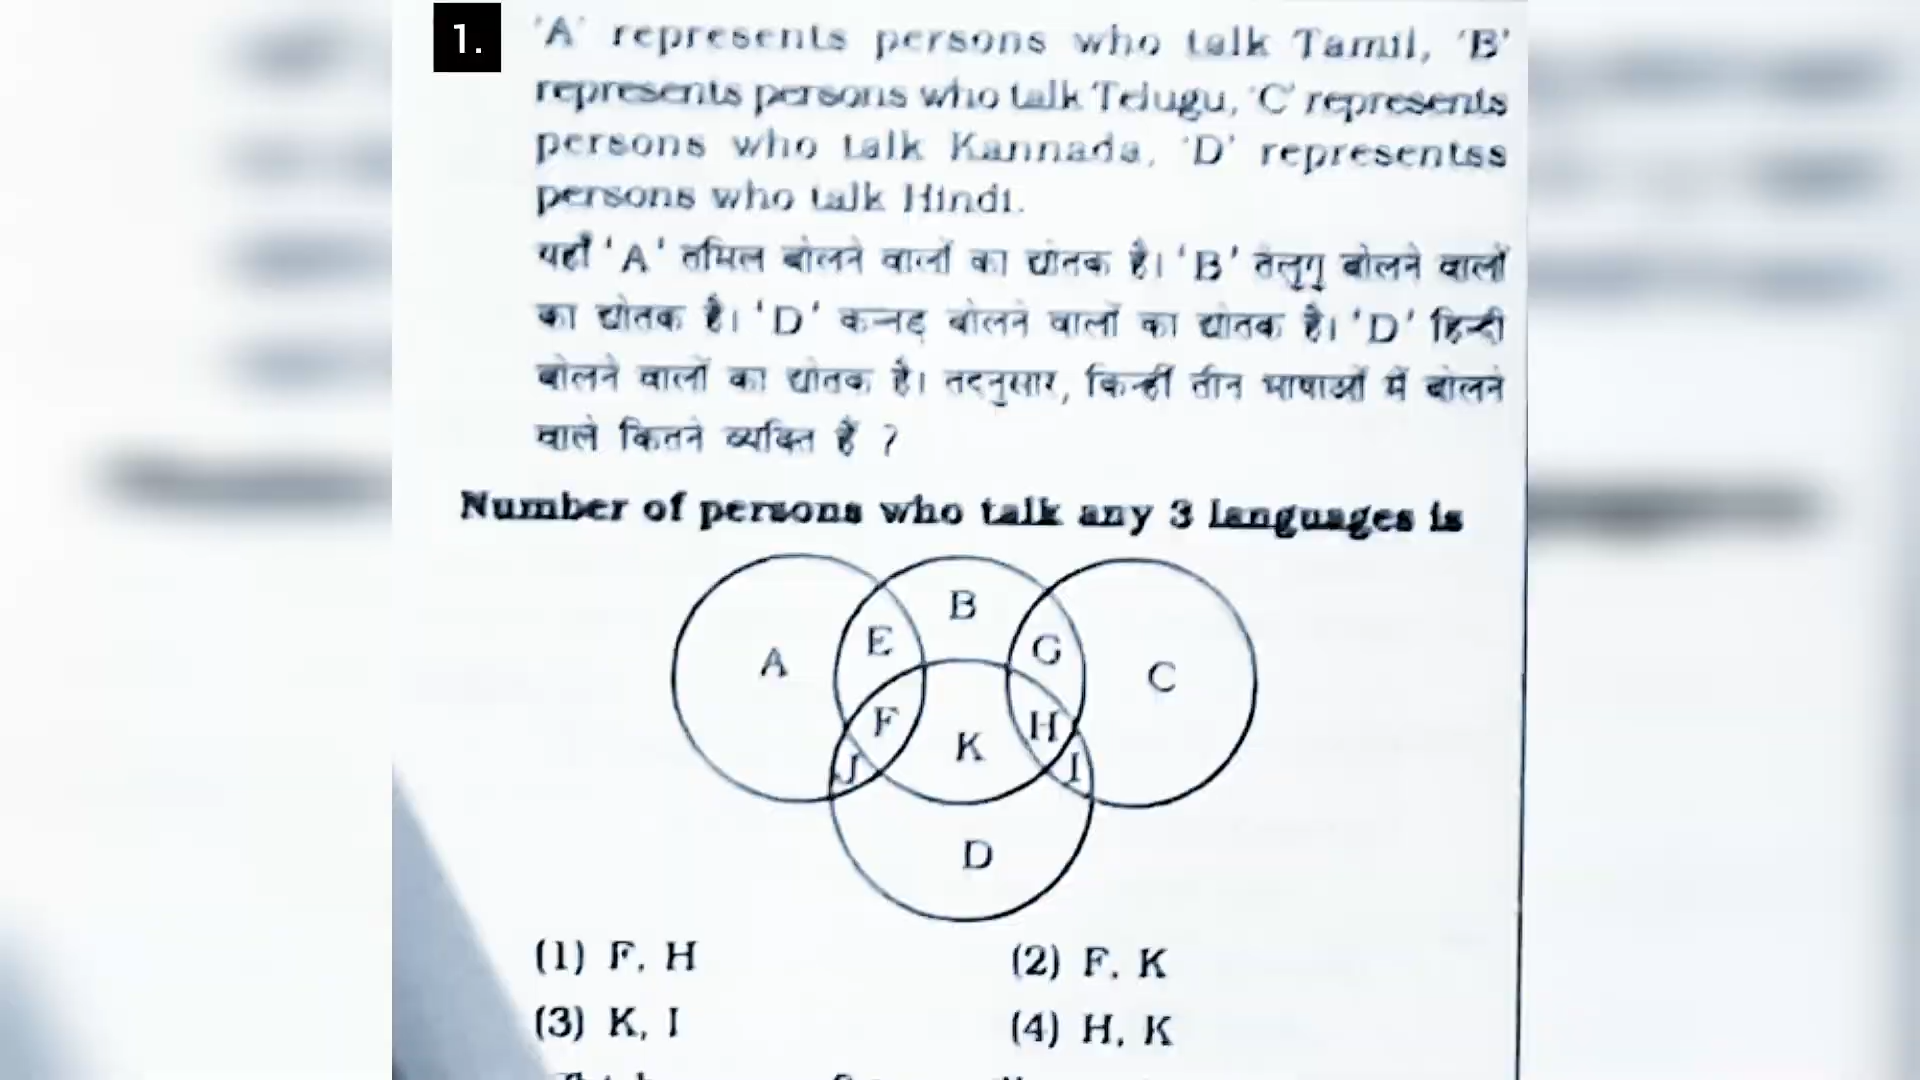 1.
'A' represents persons who talk Tamil, 'B'
represents persons who talk Telugu, 'C' represents
persons who talk Kannada, 'D' representss
persons who talk Hindi.
यहाँ 'A' तमिल बोलने वालों का द्योतक है। 'B' तेलुगु बोलने वालों
का द्योतक है। 'D' कन्नड़ बोलने वालों का द्योतक है। 'D' हिन्दी
बोलने वालों का द्योतक है। तदनुसार, किन्हीं तीन भाषाओं में बोलने
वाले कितने व्यक्ति हैं ?
Number of persons who talk any 3 languages is
B
E G
A C
F H
K
J I
D
(1) F, H (2) F, K
(3) K, I (4) H, K